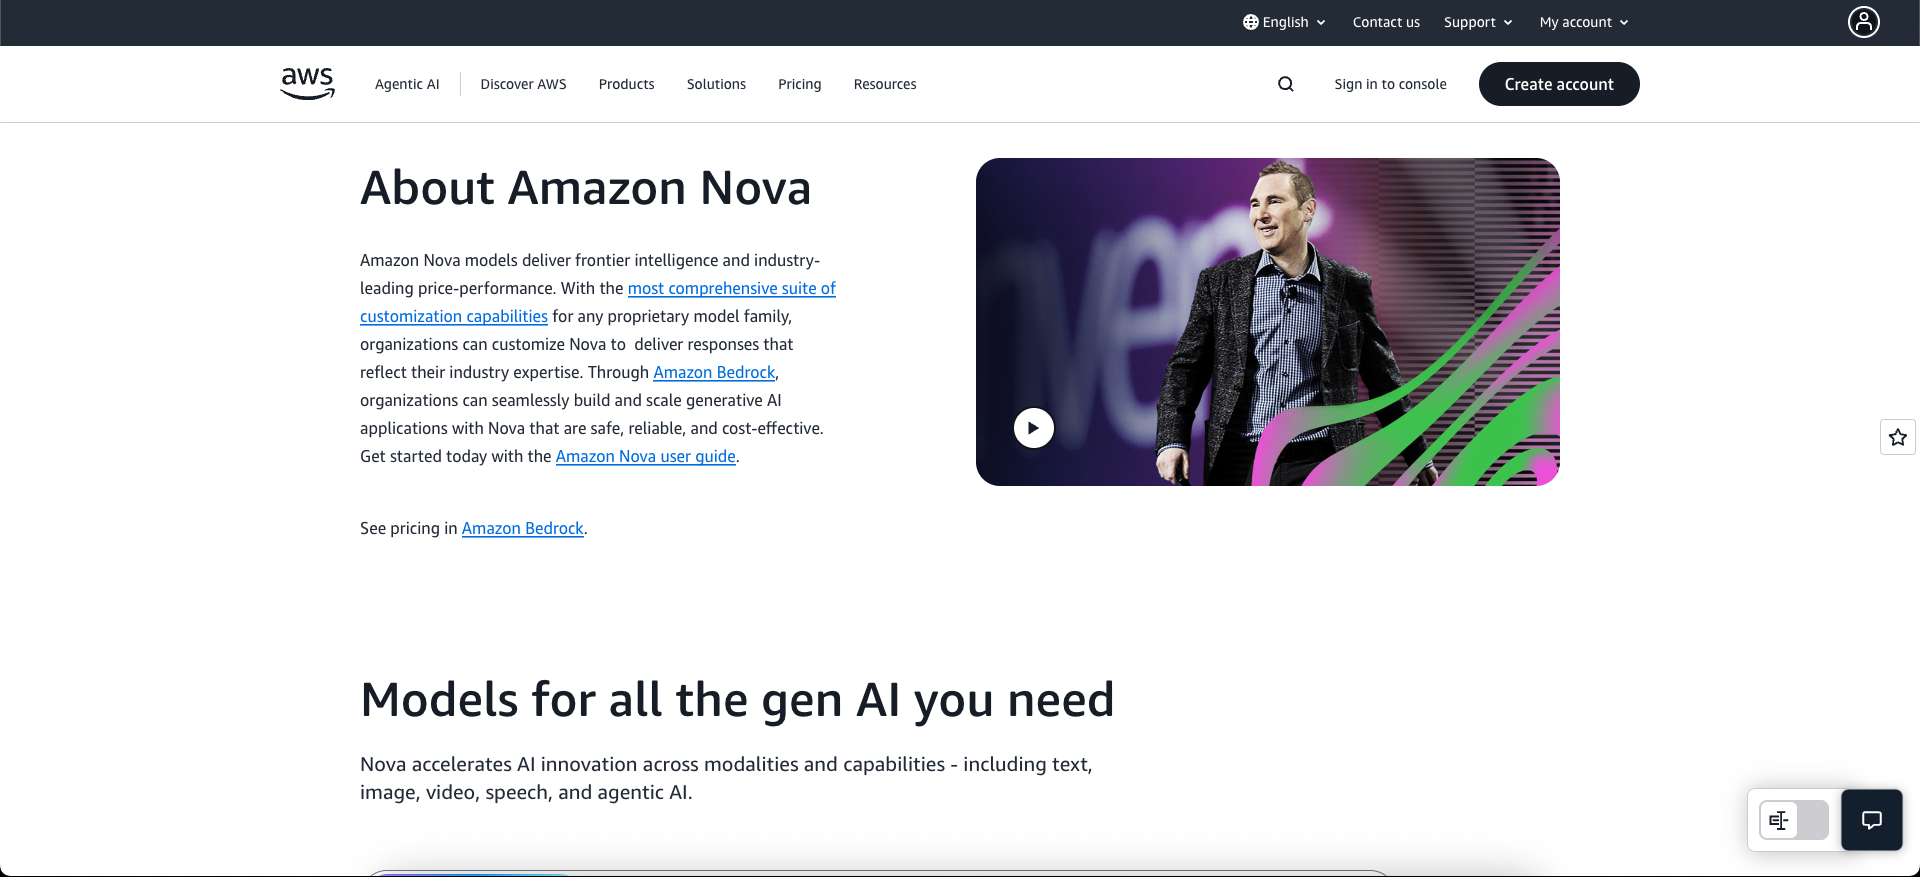 English
Contact us
Support
My account
aws
Agentic AI
Discover AWS
Products
Solutions
Pricing
Resources
Sign in to console
Create account
About Amazon Nova
Amazon Nova models deliver frontier intelligence and industry-
leading price-performance. With the most comprehensive suite of
customization capabilities for any proprietary model family,
organizations can customize Nova to  deliver responses that
reflect their industry expertise. Through Amazon Bedrock,
organizations can seamlessly build and scale generative AI
applications with Nova that are safe, reliable, and cost-effective.
Get started today with the Amazon Nova user guide.
See pricing in Amazon Bedrock.
Models for all the gen AI you need
Nova accelerates AI innovation across modalities and capabilities - including text,
image, video, speech, and agentic AI.